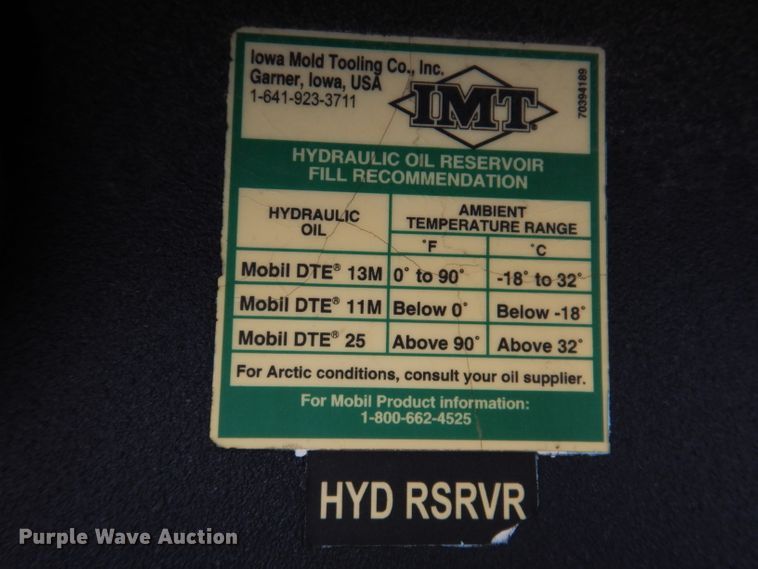 Iowa Mold Tooling Co., Inc.
Garner, Iowa, USA
1-641-923-3711
IMT®
70394189
HYDRAULIC OIL RESERVOIR
FILL RECOMMENDATION
HYDRAULIC
OIL
AMBIENT
TEMPERATURE RANGE
°F °C
Mobil DTE® 13M 0° to 90° -18° to 32°
Mobil DTE® 11M Below 0° Below -18°
Mobil DTE® 25 Above 90° Above 32°
For Arctic conditions, consult your oil supplier.
For Mobil Product information:
1-800-662-4525
HYD RSRVR
Purple Wave Auction